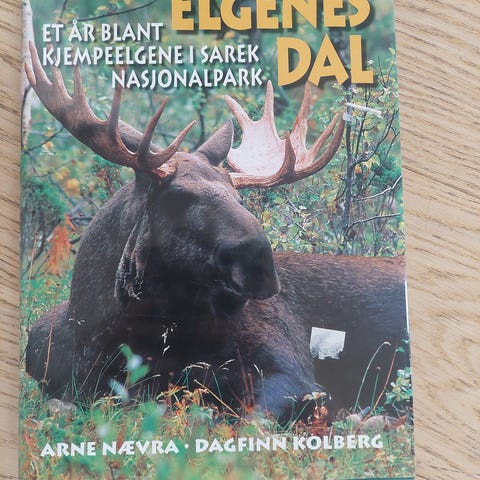 ELGENES
ET ÅR BLANT
KJEMPEELGENE I SAREK
NASJONALPARK
DAL
ARNE NÆVRA · DAGFINN KOLBERG